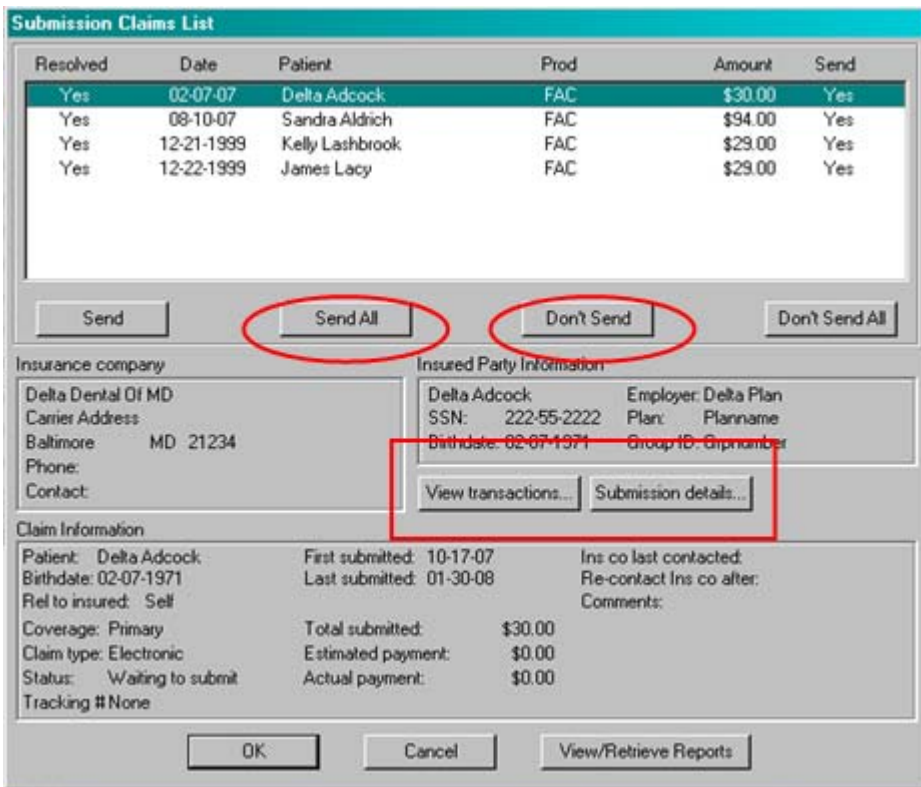 Submission Claims List
Resolved Date Patient Prod Amount Send
Yes 02-07-07 Delta Adcock FAC $30.00 Yes
Yes 08-10-07 Sandra Aldrich FAC $94.00 Yes
Yes 12-21-1999 Kelly Lashbrook FAC $29.00 Yes
Yes 12-22-1999 James Lacy FAC $29.00 Yes
Send Send All Don't Send Don't Send All
Insurance company
Delta Dental Of MD
Carrier Address
Baltimore MD 21234
Phone:
Contact:
Insured Party Information
Delta Adcock Employer: Delta Plan
SSN: 222-55-2222 Plan: Planname
Birthdate: 02-07-1971 Group ID: Grpnumber
View transactions... Submission details...
Claim Information
Patient: Delta Adcock First submitted: 10-17-07 Ins co last contacted:
Birthdate: 02-07-1971 Last submitted: 01-30-08 Re-contact Ins co after:
Rel to insured: Self Comments:
Coverage: Primary Total submitted: $30.00
Claim type: Electronic Estimated payment: $0.00
Status: Waiting to submit Actual payment: $0.00
Tracking # None
OK Cancel View/Retrieve Reports